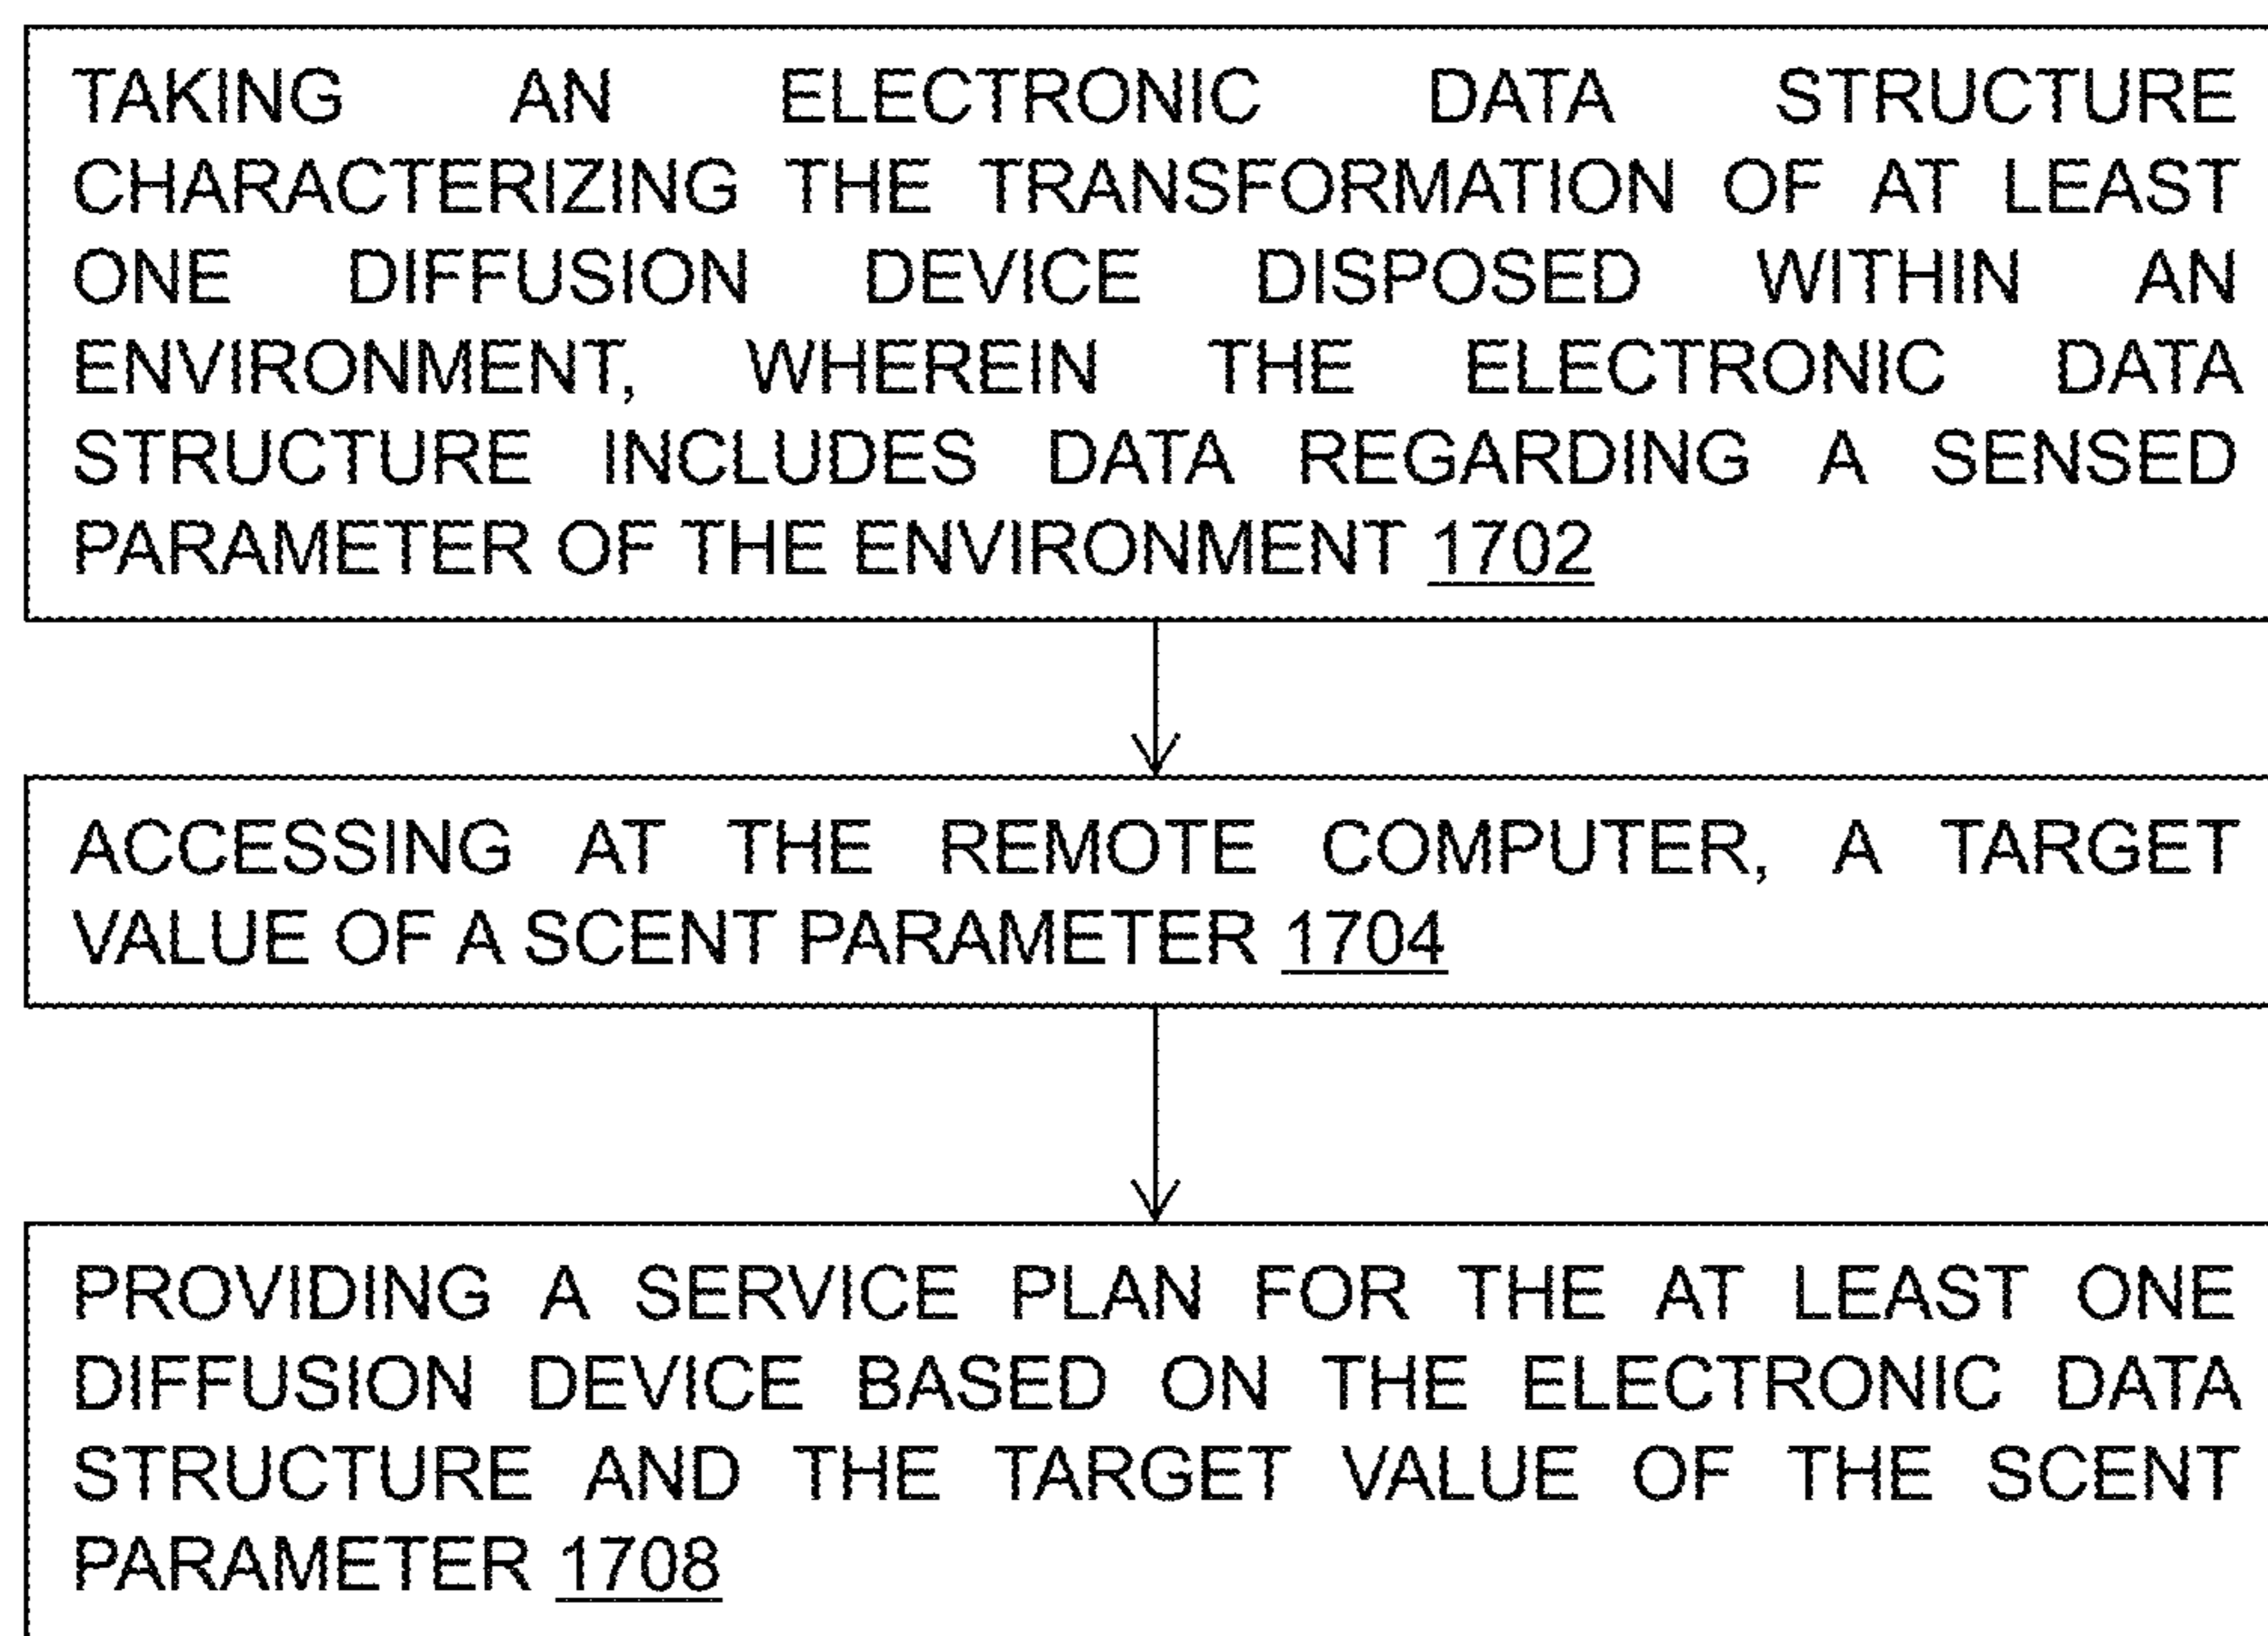 TAKING AN ELECTRONIC DATA STRUCTURE
CHARACTERIZING THE TRANSFORMATION OF AT LEAST
ONE DIFFUSION DEVICE DISPOSED WITHIN AN
ENVIRONMENT, WHEREIN THE ELECTRONIC DATA
STRUCTURE INCLUDES DATA REGARDING A SENSED
PARAMETER OF THE ENVIRONMENT 1702
ACCESSING AT THE REMOTE COMPUTER, A TARGET
VALUE OF A SCENT PARAMETER 1704
PROVIDING A SERVICE PLAN FOR THE AT LEAST ONE
DIFFUSION DEVICE BASED ON THE ELECTRONIC DATA
STRUCTURE AND THE TARGET VALUE OF THE SCENT
PARAMETER 1708